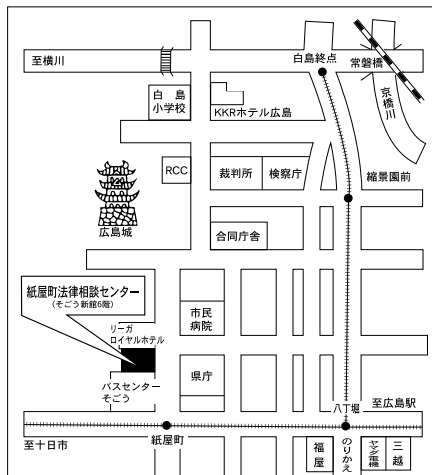 白島終点
常磐橋
至横川
京橋川
白島
小学校
KKRホテル広島
RCC
裁判所
検察庁
縮景園前
広島城
合同庁舎
紙屋町法律相談センター
(そごう新館6階)
リーガ
ロイヤルホテル
市民
病院
バスセンター
そごう
県庁
八丁堀
至広島駅
至十日市
紙屋町
福屋
のりかえ
ヤマダ電機
三越